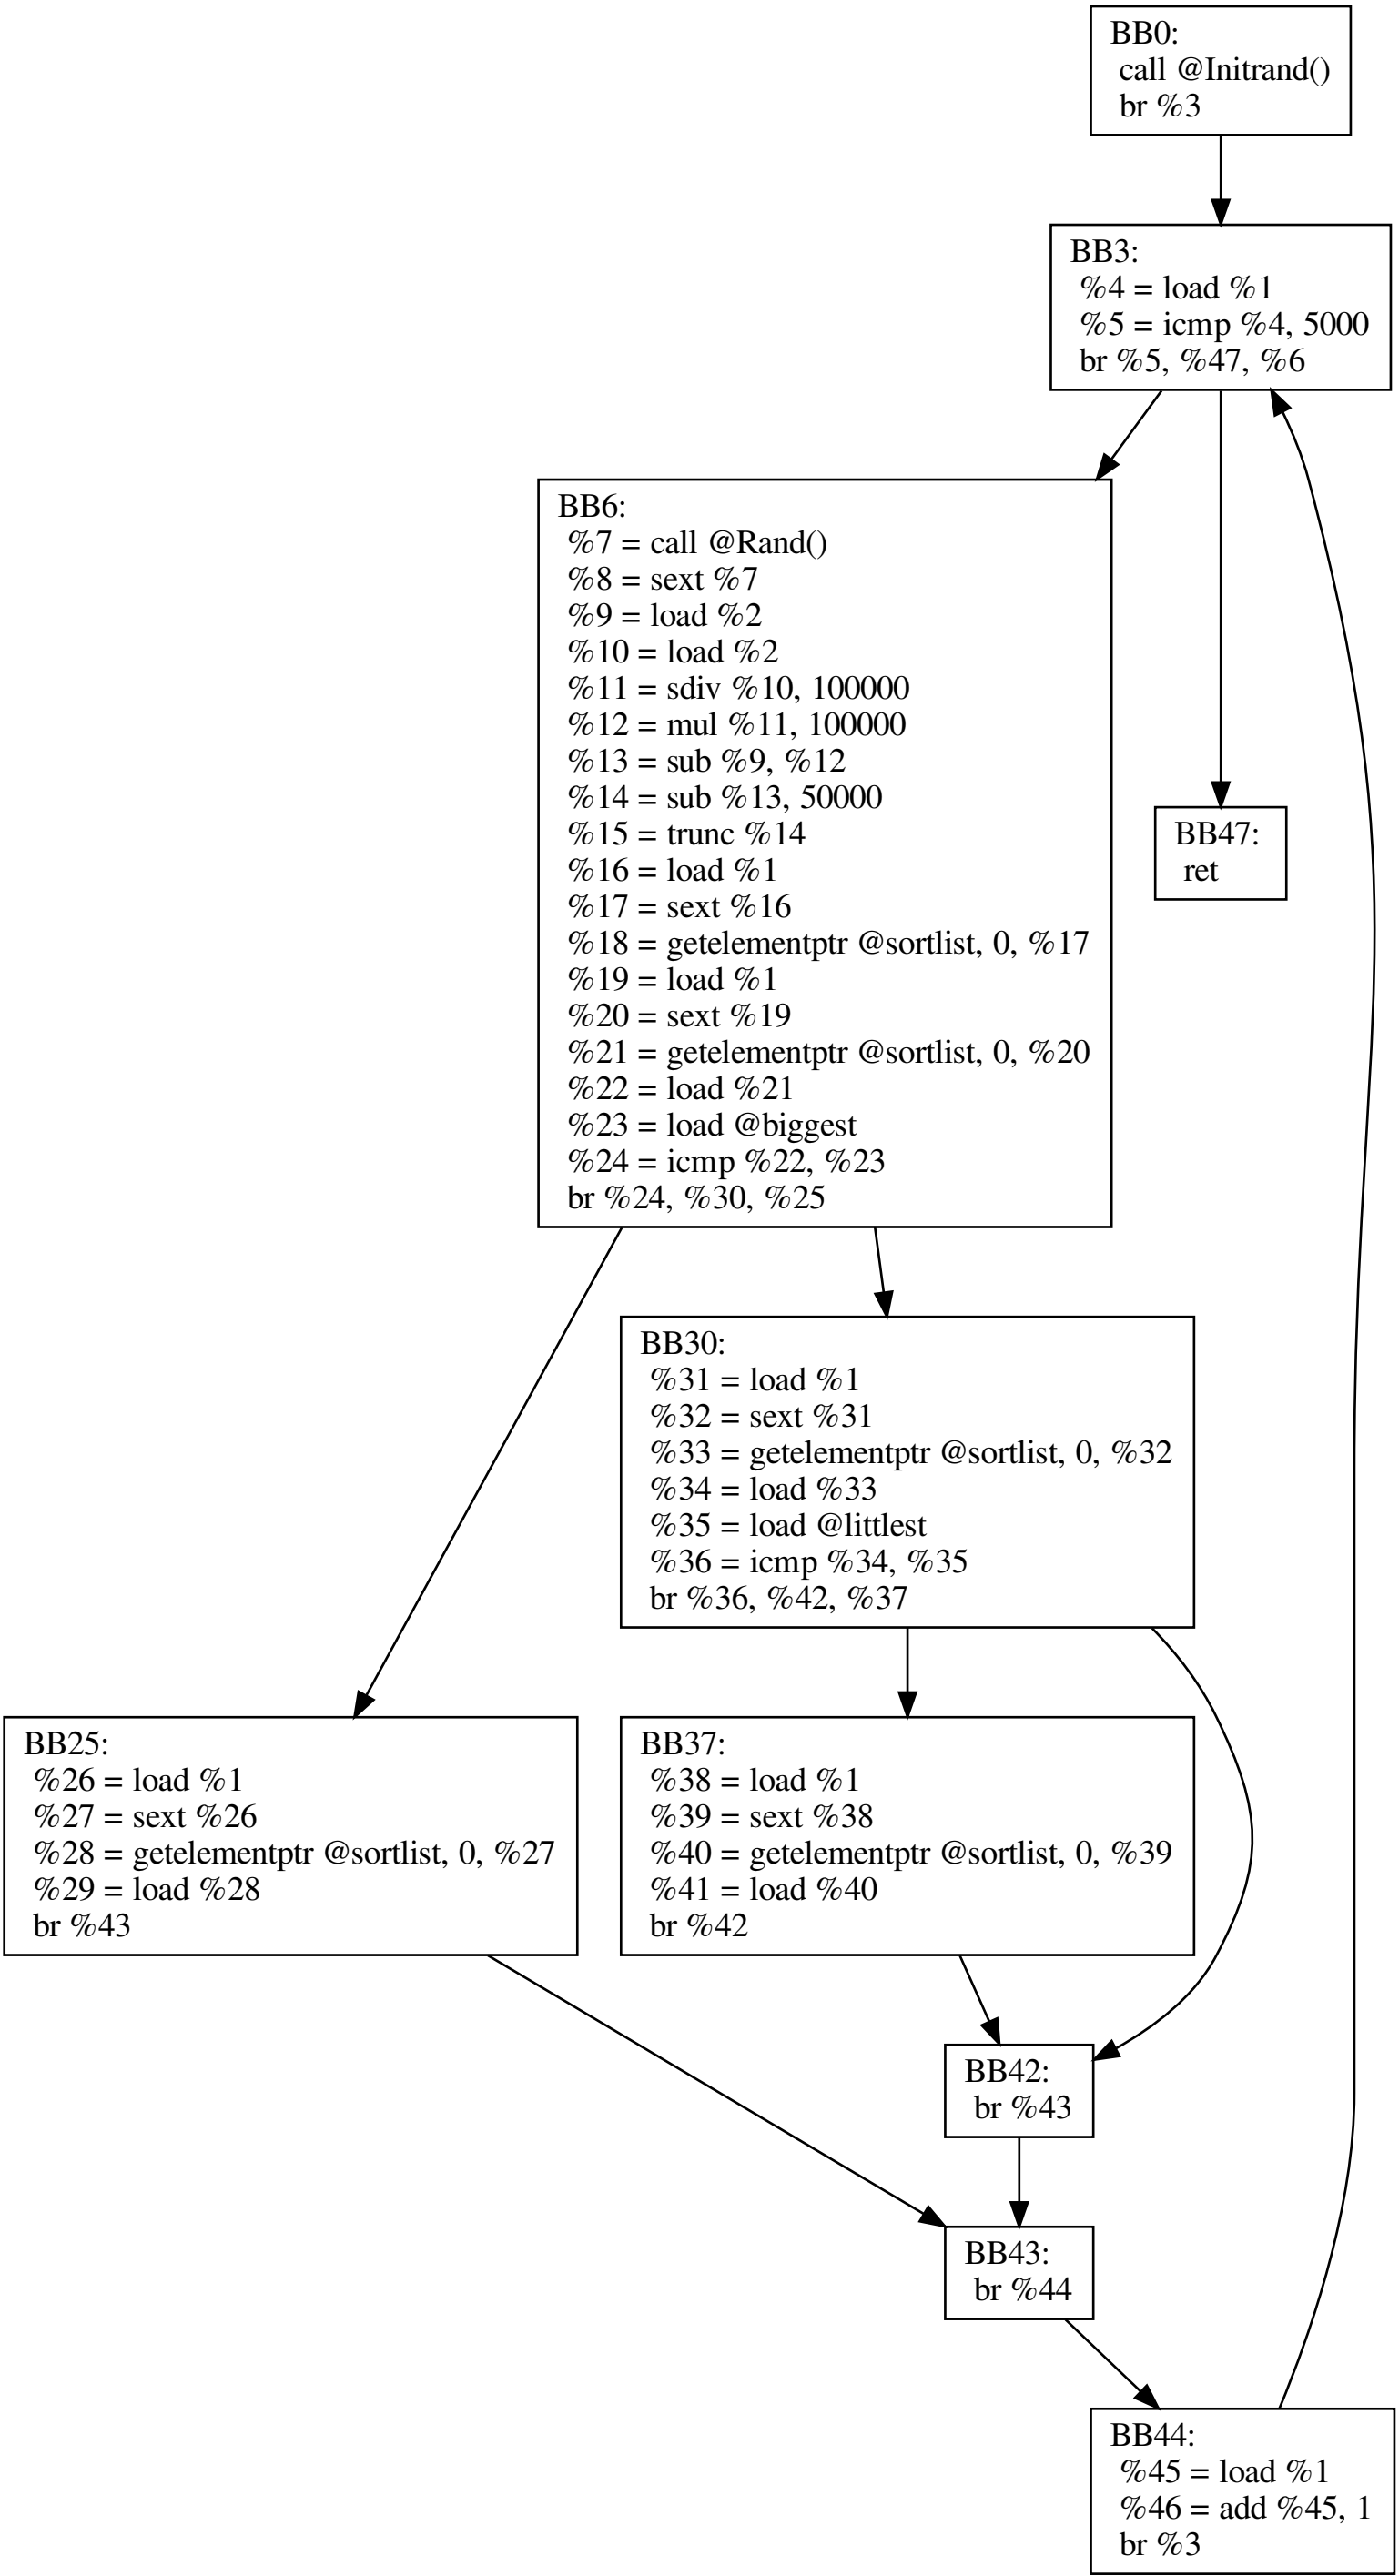 BB0:
call @Initrand()
br %3
BB3:
%4 = load %1
%5 = icmp %4, 5000
br %5, %47, %6
BB6:
%7 = call @Rand()
%8 = sext %7
%9 = load %2
%10 = load %2
%11 = sdiv %10, 100000
%12 = mul %11, 100000
%13 = sub %9, %12
%14 = sub %13, 50000
%15 = trunc %14
%16 = load %1
%17 = sext %16
%18 = getelementptr @sortlist, 0, %17
%19 = load %1
%20 = sext %19
%21 = getelementptr @sortlist, 0, %20
%22 = load %21
%23 = load @biggest
%24 = icmp %22, %23
br %24, %30, %25
BB47:
ret
BB30:
%31 = load %1
%32 = sext %31
%33 = getelementptr @sortlist, 0, %32
%34 = load %33
%35 = load @littlest
%36 = icmp %34, %35
br %36, %42, %37
BB25:
%26 = load %1
%27 = sext %26
%28 = getelementptr @sortlist, 0, %27
%29 = load %28
br %43
BB37:
%38 = load %1
%39 = sext %38
%40 = getelementptr @sortlist, 0, %39
%41 = load %40
br %42
BB42:
br %43
BB43:
br %44
BB44:
%45 = load %1
%46 = add %45, 1
br %3